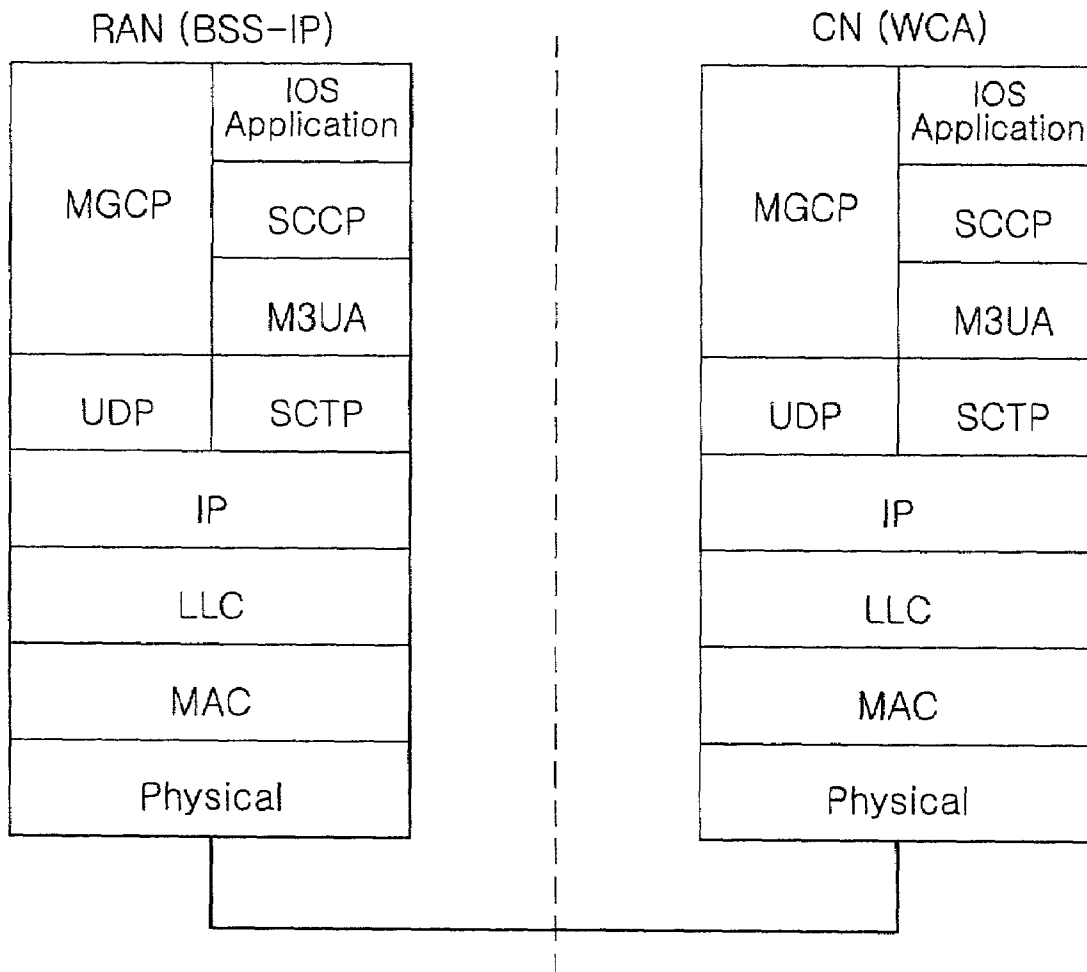 RAN (BSS-IP)
IOS
Application
MGCP
SCCP
M3UA
UDP
SCTP
IP
LLC
MAC
Physical
CN (WCA)
IOS
Application
MGCP
SCCP
M3UA
UDP
SCTP
IP
LLC
MAC
Physical